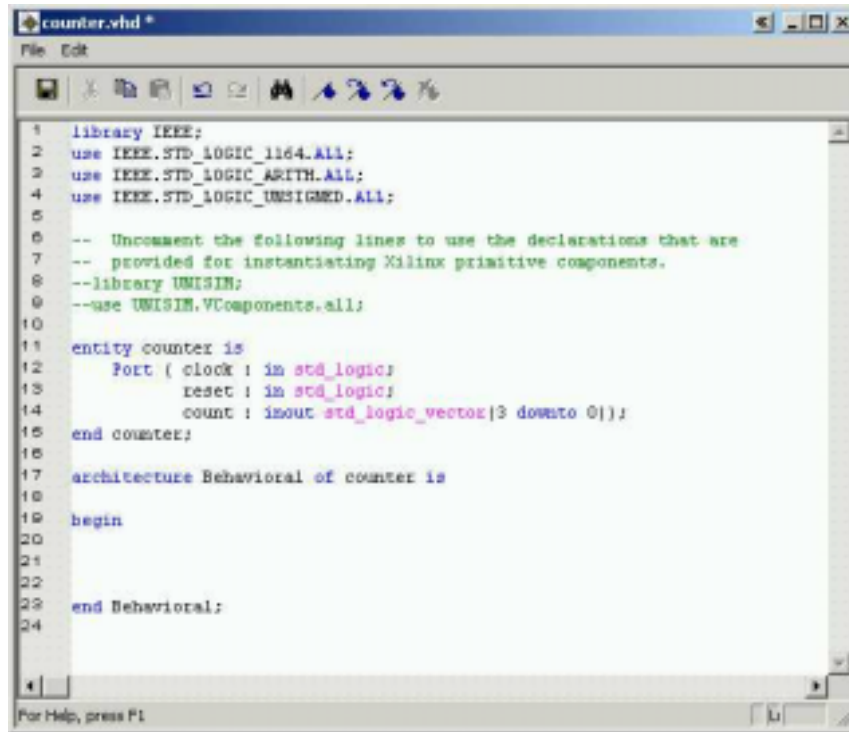 counter.vhd *
File Edit
1 library IEEE;
2 use IEEE.STD_LOGIC_1164.ALL;
3 use IEEE.STD_LOGIC_ARITH.ALL;
4 use IEEE.STD_LOGIC_UNSIGNED.ALL;
5
6 -- Uncomment the following lines to use the declarations that are
7 -- provided for instantiating Xilinx primitive components.
8 --library UNISIM;
9 --use UNISIM.VComponents.all;
10
11 entity counter is
12 Port ( clock : in std_logic;
13 reset : in std_logic;
14 count : inout std_logic_vector(3 downto 0));
15 end counter;
16
17 architecture Behavioral of counter is
18
19 begin
20
21
22
23 end Behavioral;
24
For Help, press F1